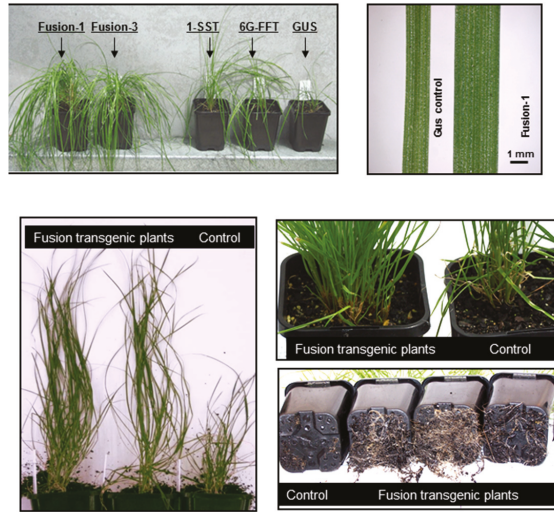 Fusion-1 Fusion-3 1-SST 6G-FFT GUS
Gus control
Fusion-1
1 mm
Fusion transgenic plants Control
Fusion transgenic plants Control
Control Fusion transgenic plants